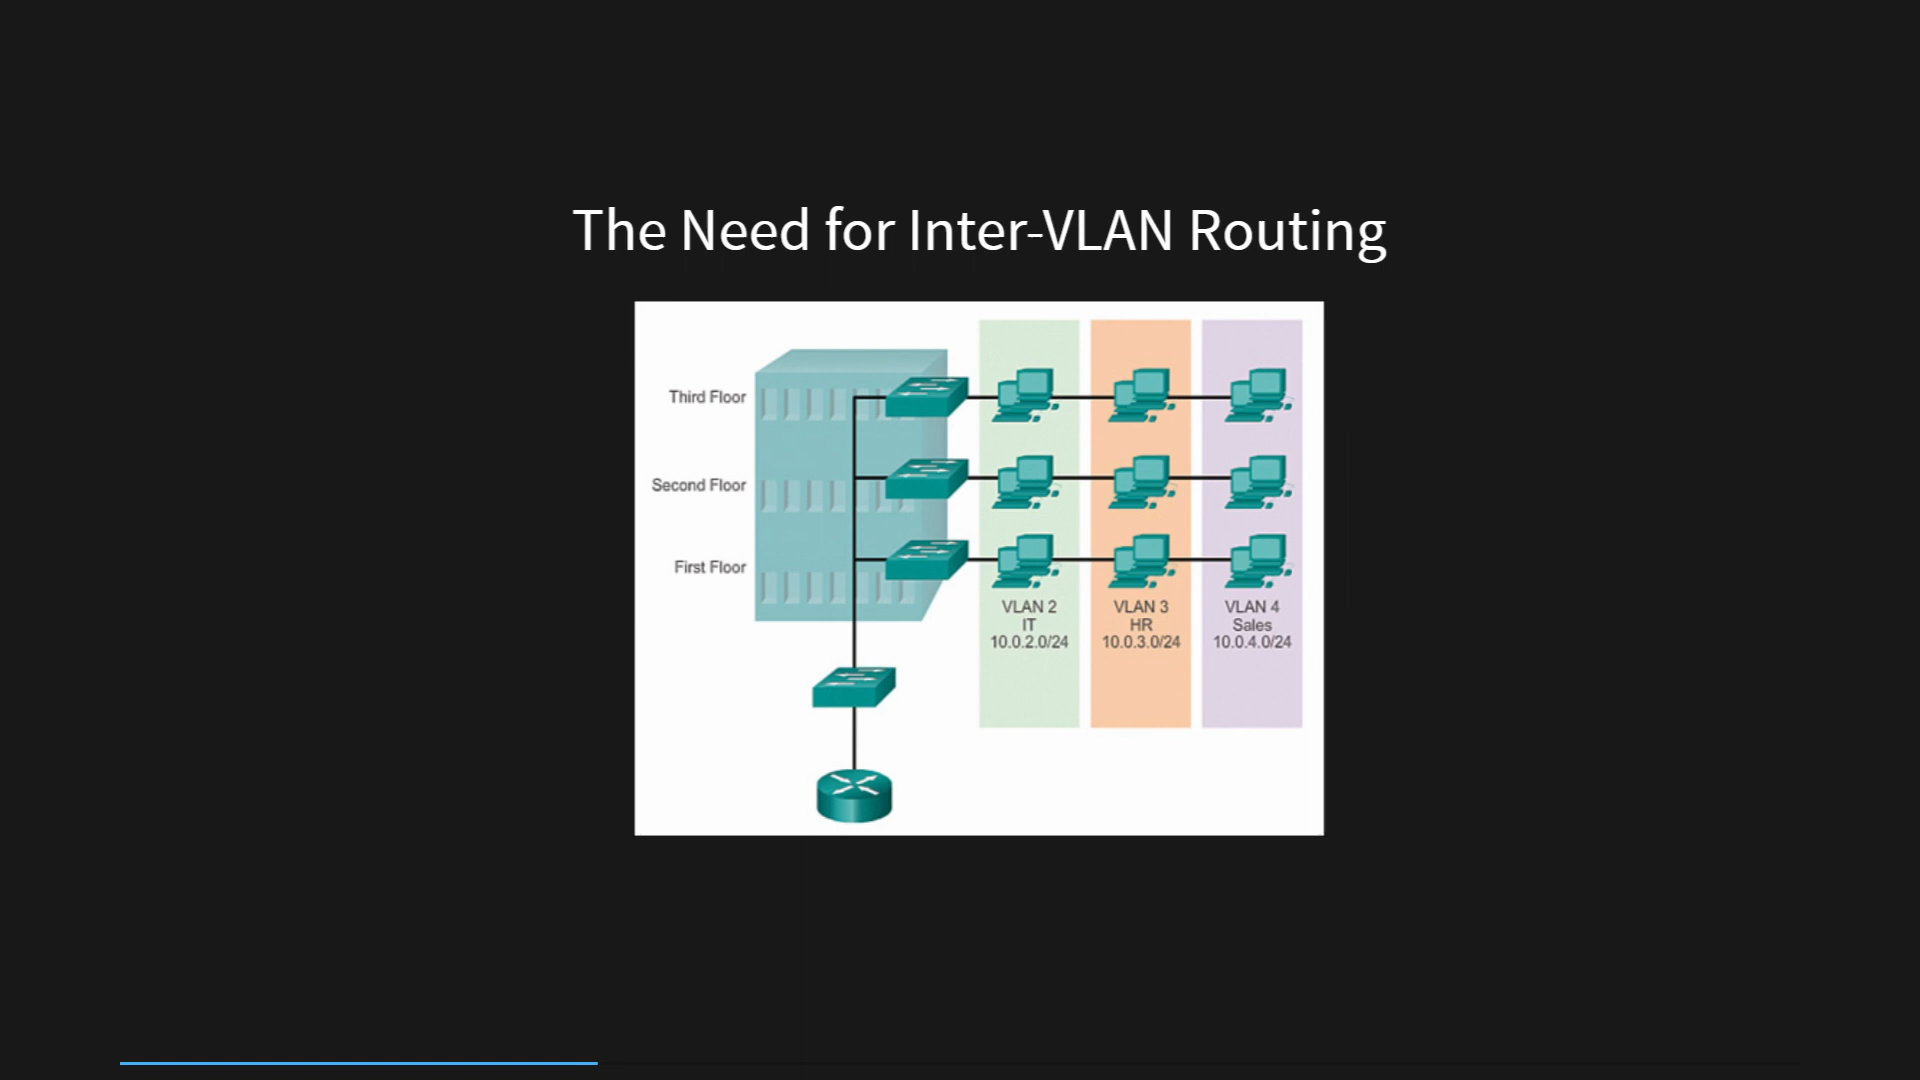 The Need for Inter-VLAN Routing
Third Floor
Second Floor
First Floor
VLAN 2
IT
10.0.2.0/24
VLAN 3
HR
10.0.3.0/24
VLAN 4
Sales
10.0.4.0/24